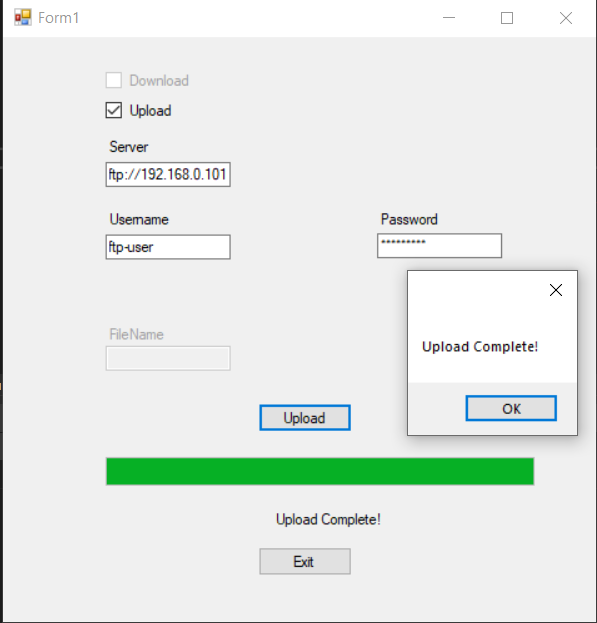 Form1
Download
Upload
Server
ftp://192.168.0.101
Username
Password
ftp-user
*********
Upload Complete!
FileName
OK
Upload
Upload Complete!
Exit